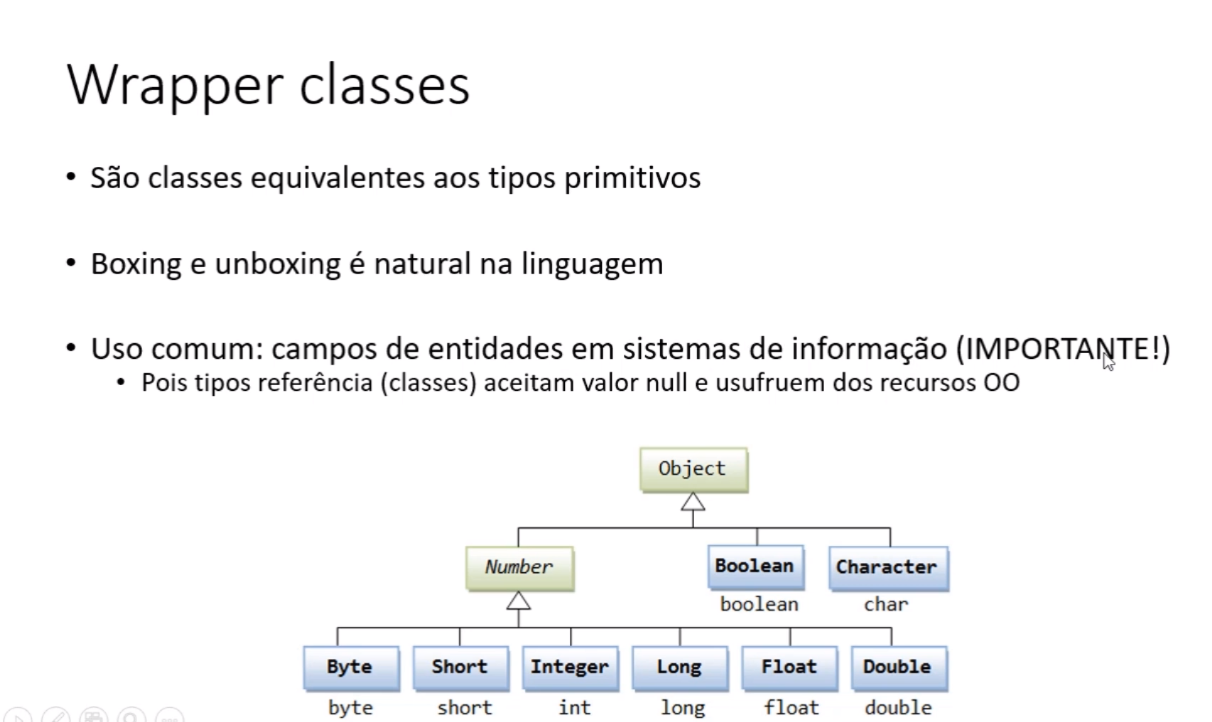 Wrapper classes
• São classes equivalentes aos tipos primitivos
• Boxing e unboxing é natural na linguagem
• Uso comum: campos de entidades em sistemas de informação (IMPORTANTE!)
• Pois tipos referência (classes) aceitam valor null e usufruem dos recursos OO
Object
Number Boolean Character
boolean char
Byte Short Integer Long Float Double
byte short int long float double